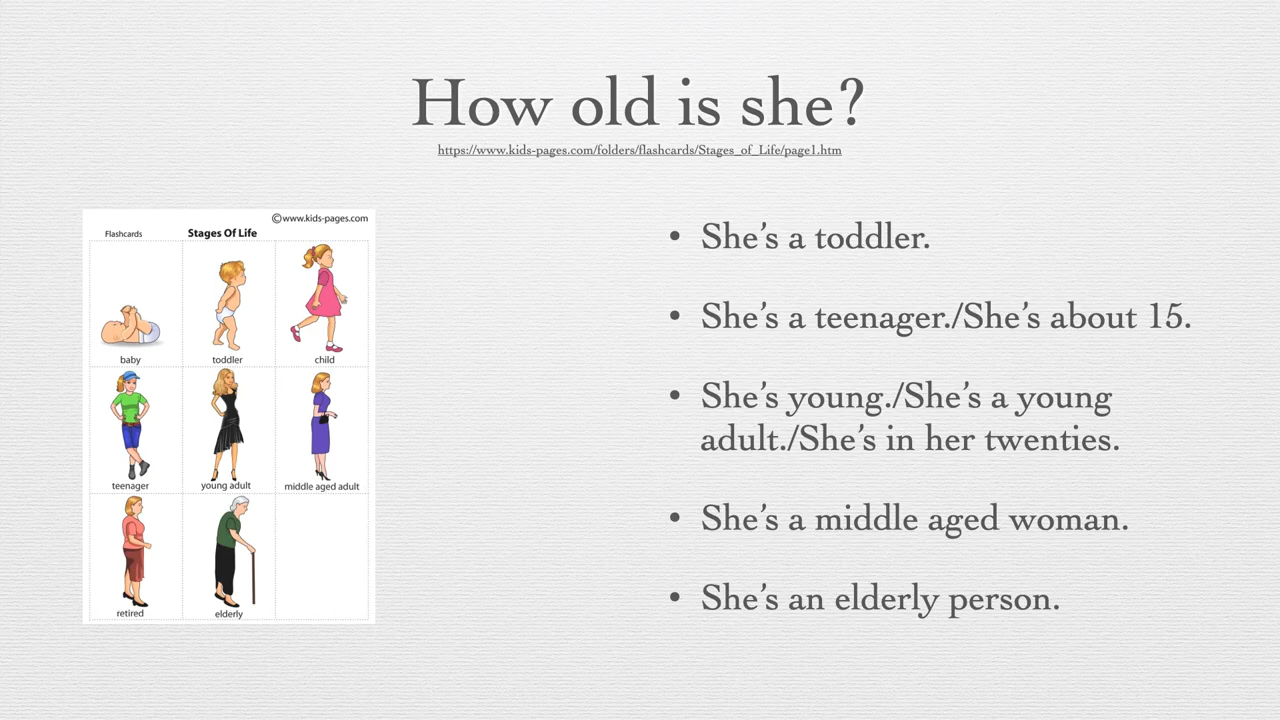 How old is she?
https://www.kids-pages.com/folders/flashcards/Stages_of_Life/page1.htm
©www.kids-pages.com
Flashcards
Stages Of Life
baby
toddler
child
teenager
young adult
middle aged adult
retired
elderly
• She's a toddler.
• She's a teenager./She's about 15.
• She's young./She's a young
adult./She's in her twenties.
• She's a middle aged woman.
• She's an elderly person.